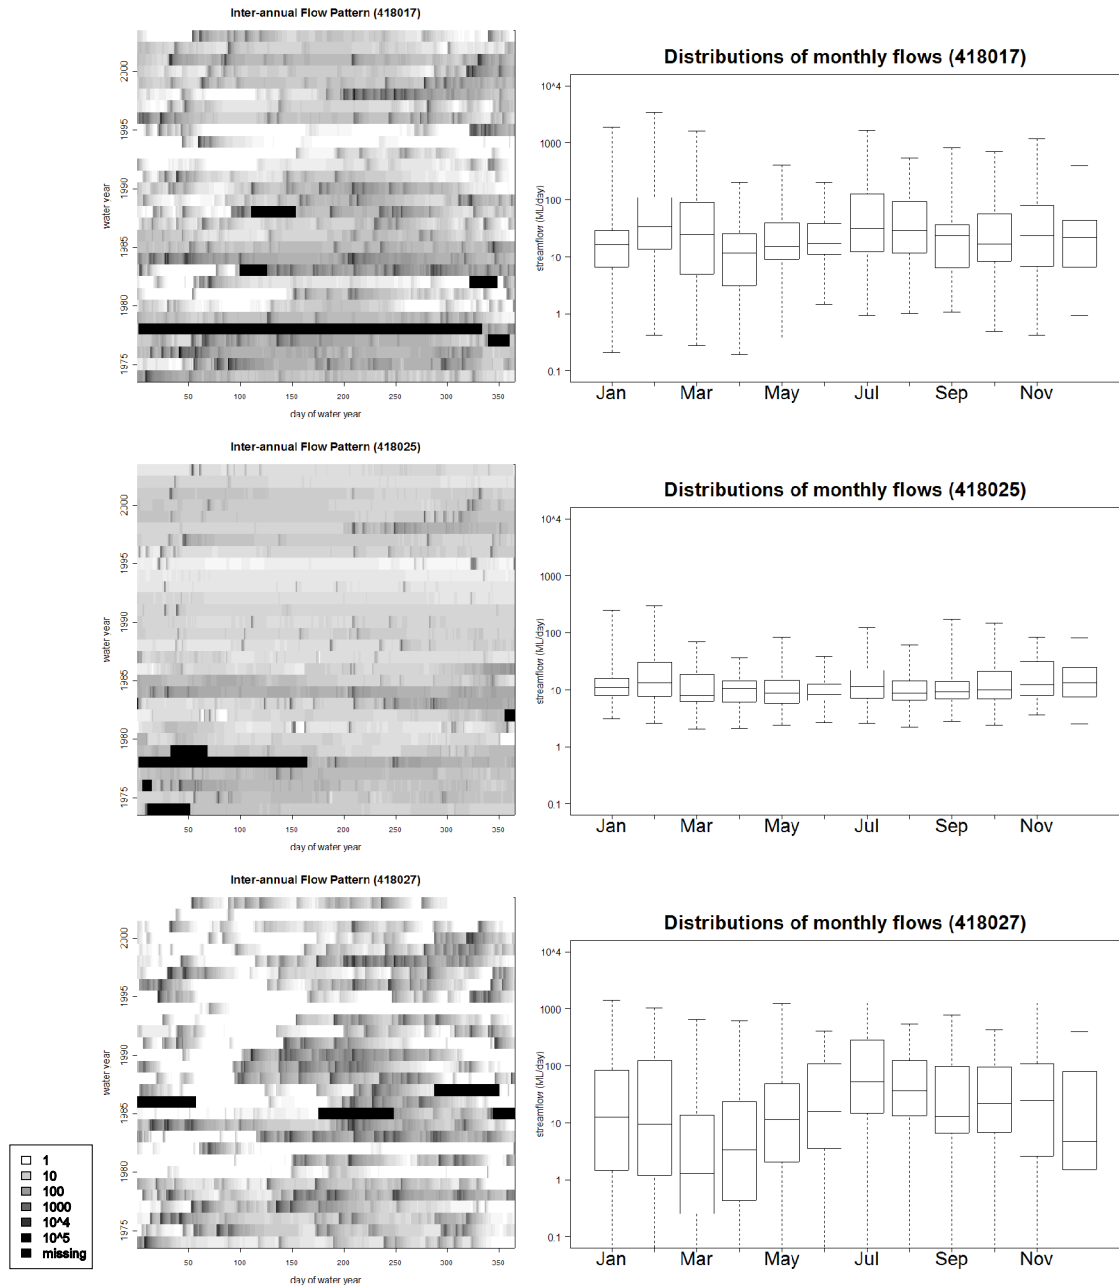 Inter-annual Flow Pattern (418017)
water year
1975 1980 1985 1990 1995 2000
50 100 150 200 250 300 350
day of water year
Distributions of monthly flows (418017)
streamflow (ML/day)
10^4
1000
100
10
1
0.1
Jan Mar May Jul Sep Nov
Inter-annual Flow Pattern (418025)
water year
1975 1980 1985 1990 1995 2000
50 100 150 200 250 300 350
day of water year
Distributions of monthly flows (418025)
streamflow (ML/day)
10^4
1000
100
10
1
0.1
Jan Mar May Jul Sep Nov
Inter-annual Flow Pattern (418027)
water year
1975 1980 1985 1990 1995 2000
50 100 150 200 250 300 350
day of water year
Distributions of monthly flows (418027)
streamflow (ML/day)
10^4
1000
100
10
1
0.1
Jan Mar May Jul Sep Nov
1
10
100
1000
10^4
10^5
missing